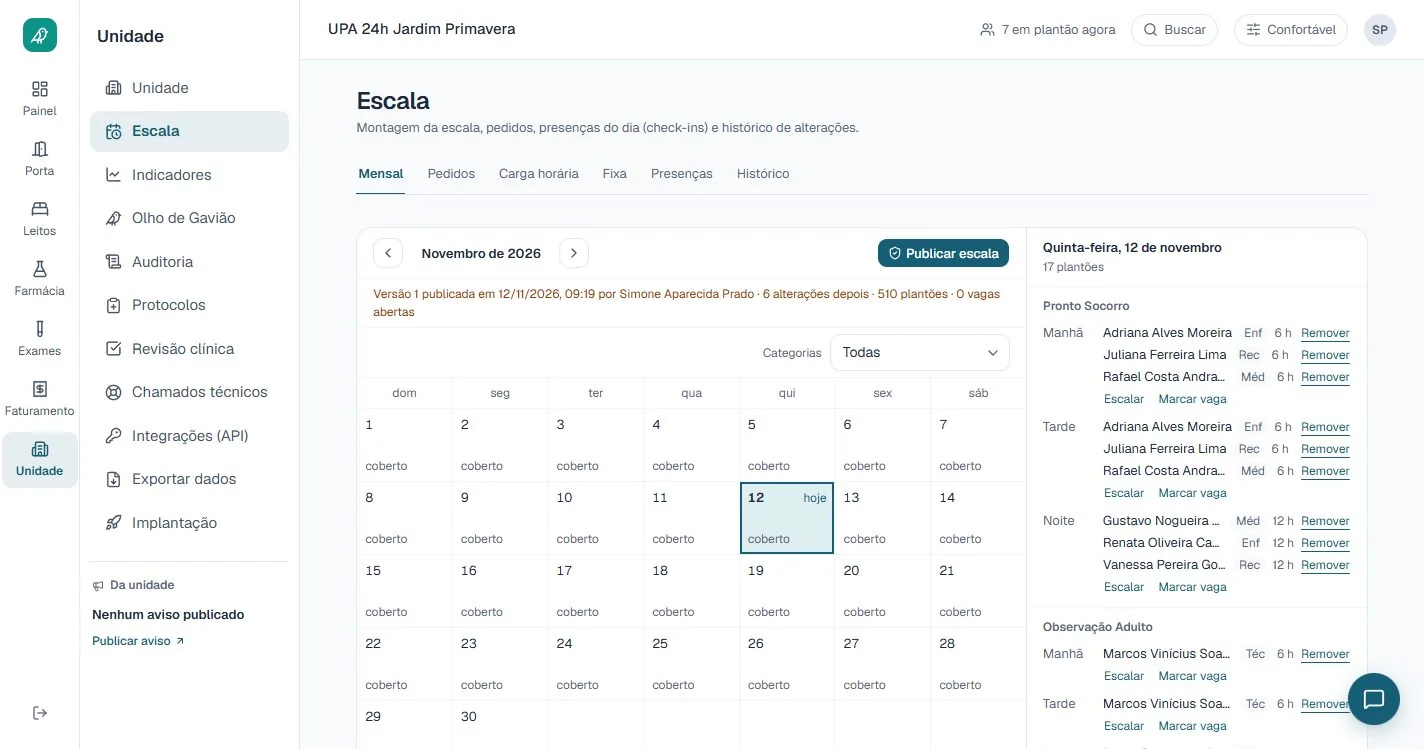 UPA 24h Jardim Primavera
7 em plantão agora
Buscar
Confortável
SP
Painel
Porta
Leitos
Farmácia
Exames
Faturamento
Unidade
Unidade
Unidade
Escala
Indicadores
Olho de Gavião
Auditoria
Protocolos
Revisão clínica
Chamados técnicos
Integrações (API)
Exportar dados
Implantação
Da unidade
Nenhum aviso publicado
Publicar aviso ↗
Escala
Montagem da escala, pedidos, presenças do dia (check-ins) e histórico de alterações.
Mensal Pedidos Carga horária Fixa Presenças Histórico
Novembro de 2026
Publicar escala
Versão 1 publicada em 12/11/2026, 09:19 por Simone Aparecida Prado · 6 alterações depois · 510 plantões · 0 vagas
abertas
Categorias Todas
dom seg ter qua qui sex sáb
1 2 3 4 5 6 7
coberto coberto coberto coberto coberto coberto coberto
8 9 10 11 12 hoje 13 14
coberto coberto coberto coberto coberto coberto coberto
15 16 17 18 19 20 21
coberto coberto coberto coberto coberto coberto coberto
22 23 24 25 26 27 28
coberto coberto coberto coberto coberto coberto coberto
29 30
Quinta-feira, 12 de novembro
17 plantões
Pronto Socorro
Manhã Adriana Alves Moreira Enf 6 h Remover
Juliana Ferreira Lima Rec 6 h Remover
Rafael Costa Andra... Méd 6 h Remover
Escalar Marcar vaga
Tarde Adriana Alves Moreira Enf 6 h Remover
Juliana Ferreira Lima Rec 6 h Remover
Rafael Costa Andra... Méd 6 h Remover
Escalar Marcar vaga
Noite Gustavo Nogueira ... Méd 12 h Remover
Renata Oliveira Ca... Enf 12 h Remover
Vanessa Pereira Go... Rec 12 h Remover
Escalar Marcar vaga
Observação Adulto
Manhã Marcos Vinícius Soa... Téc 6 h Remover
Escalar Marcar vaga
Tarde Marcos Vinícius Soa... Téc 6 h Remover
Escalar Marcar vaga